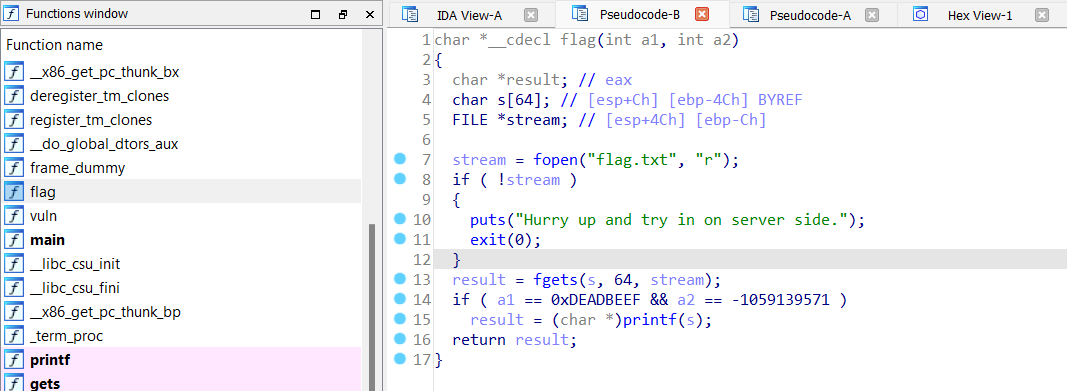 Functions window
Function name
__x86_get_pc_thunk_bx
deregister_tm_clones
register_tm_clones
__do_global_dtors_aux
frame_dummy
flag
vuln
main
__libc_csu_init
__libc_csu_fini
__x86_get_pc_thunk_bp
_term_proc
printf
gets
IDA View-A
Pseudocode-B
Pseudocode-A
Hex View-1
1 char *__cdecl flag(int a1, int a2)
2 {
3   char *result; // eax
4   char s[64]; // [esp+Ch] [ebp-4Ch] BYREF
5   FILE *stream; // [esp+4Ch] [ebp-Ch]
6
7   stream = fopen("flag.txt", "r");
8   if ( !stream )
9   {
10     puts("Hurry up and try in on server side.");
11     exit(0);
12   }
13   result = fgets(s, 64, stream);
14   if ( a1 == 0xDEADBEEF && a2 == -1059139571 )
15     result = (char *)printf(s);
16   return result;
17 }